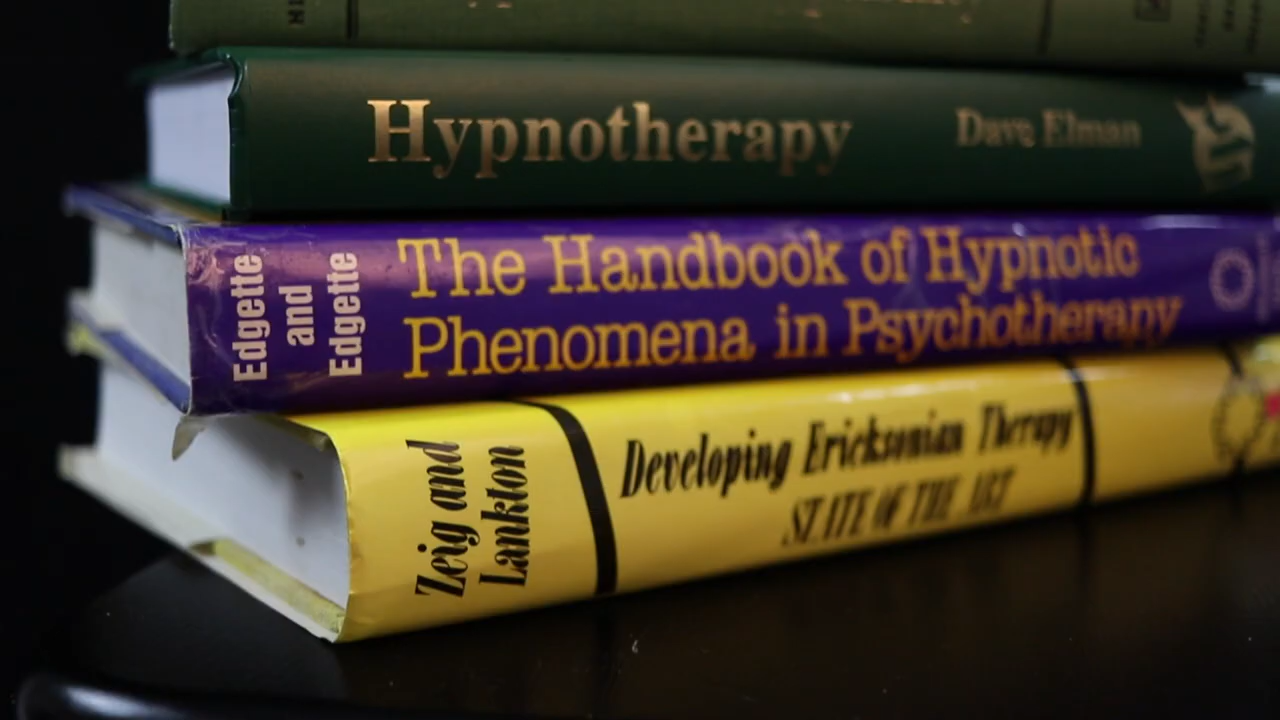 Hypnotherapy
Dave Elman
Edgette
and
Edgette
The Handbook of Hypnotic
Phenomena in Psychotherapy
Zeig and
Lankton
Developing Ericksonian Therapy
STATE OF THE ART